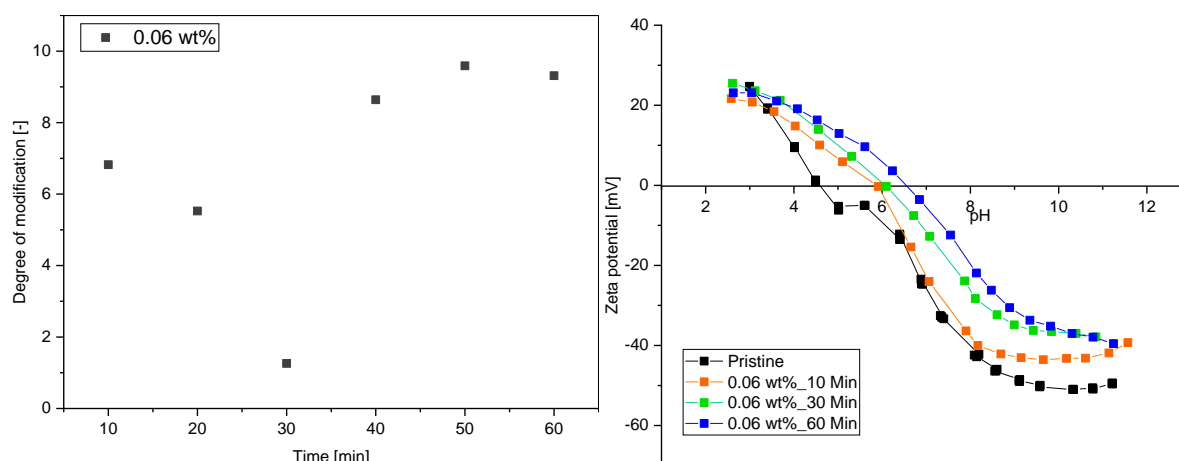 0.06 wt%
Degree of modification [-]
10
8
6
4
2
0
10 20 30 40 50 60
Time [min]
40
20
0
-20
-40
-60
Zeta potential [mV]
2 4 6 8 10 12
pH
Pristine
0.06 wt%_10 Min
0.06 wt%_30 Min
0.06 wt%_60 Min